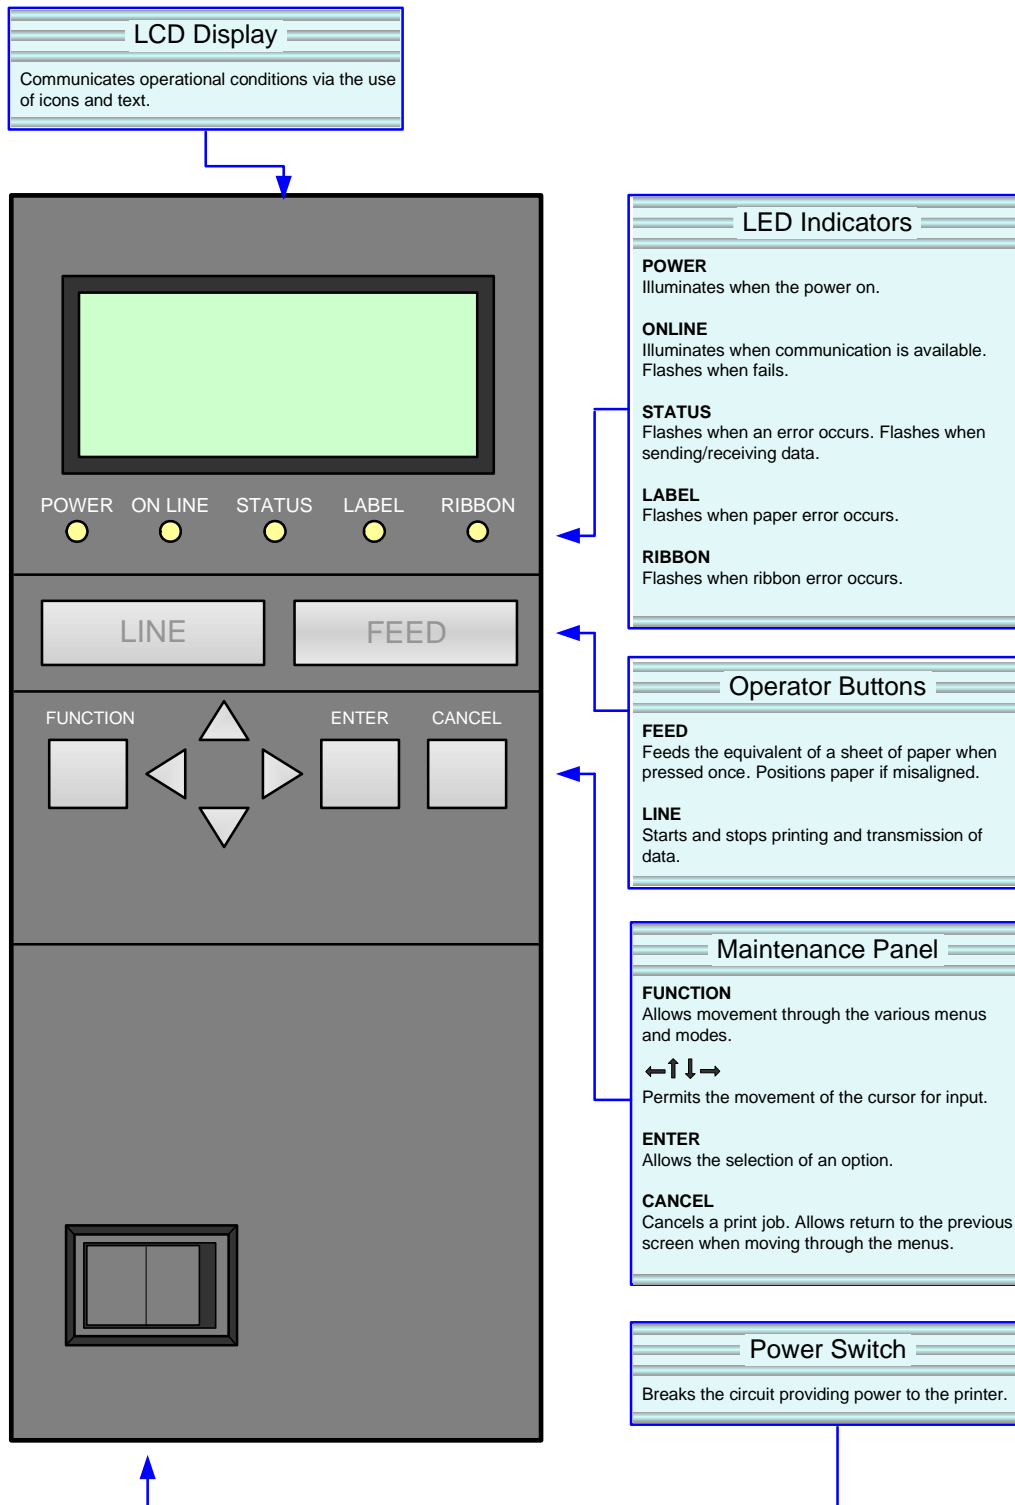 LCD Display
Communicates operational conditions via the use
of icons and text.
POWER ON LINE STATUS LABEL RIBBON
LINE FEED
FUNCTION ENTER CANCEL
LED Indicators
POWER
Illuminates when the power on.
ONLINE
Illuminates when communication is available.
Flashes when fails.
STATUS
Flashes when an error occurs. Flashes when
sending/receiving data.
LABEL
Flashes when paper error occurs.
RIBBON
Flashes when ribbon error occurs.
Operator Buttons
FEED
Feeds the equivalent of a sheet of paper when
pressed once. Positions paper if misaligned.
LINE
Starts and stops printing and transmission of
data.
Maintenance Panel
FUNCTION
Allows movement through the various menus
and modes.
←↑↓→
Permits the movement of the cursor for input.
ENTER
Allows the selection of an option.
CANCEL
Cancels a print job. Allows return to the previous
screen when moving through the menus.
Power Switch
Breaks the circuit providing power to the printer.